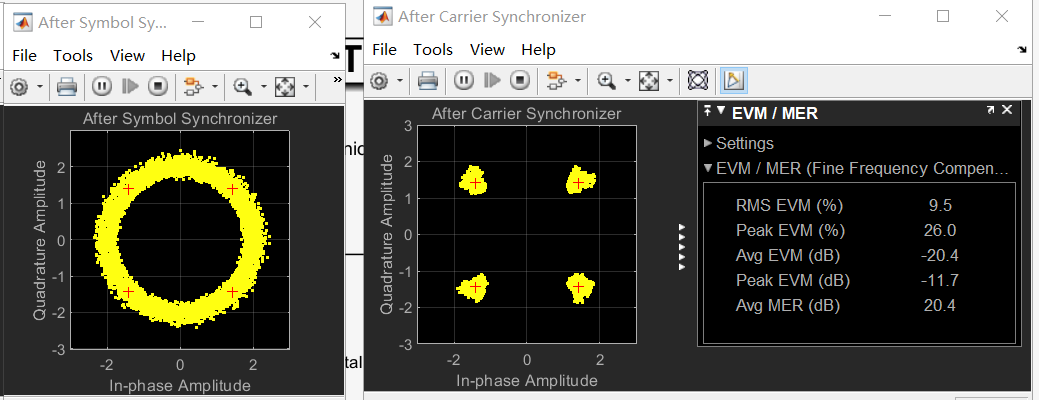 After Symbol Sy...
File Tools View Help
»
After Symbol Synchronizer
Quadrature Amplitude
2
1
0
-1
-2
-3
-2
0
2
In-phase Amplitude
T
nic
tal
After Carrier Synchronizer
File Tools View Help
After Carrier Synchronizer
Quadrature Amplitude
3
2
1
0
-1
-2
-3
-2
0
2
In-phase Amplitude
EVM / MER
Settings
EVM / MER (Fine Frequency Compen...
RMS EVM (%) 9.5
Peak EVM (%) 26.0
Avg EVM (dB) -20.4
Peak EVM (dB) -11.7
Avg MER (dB) 20.4